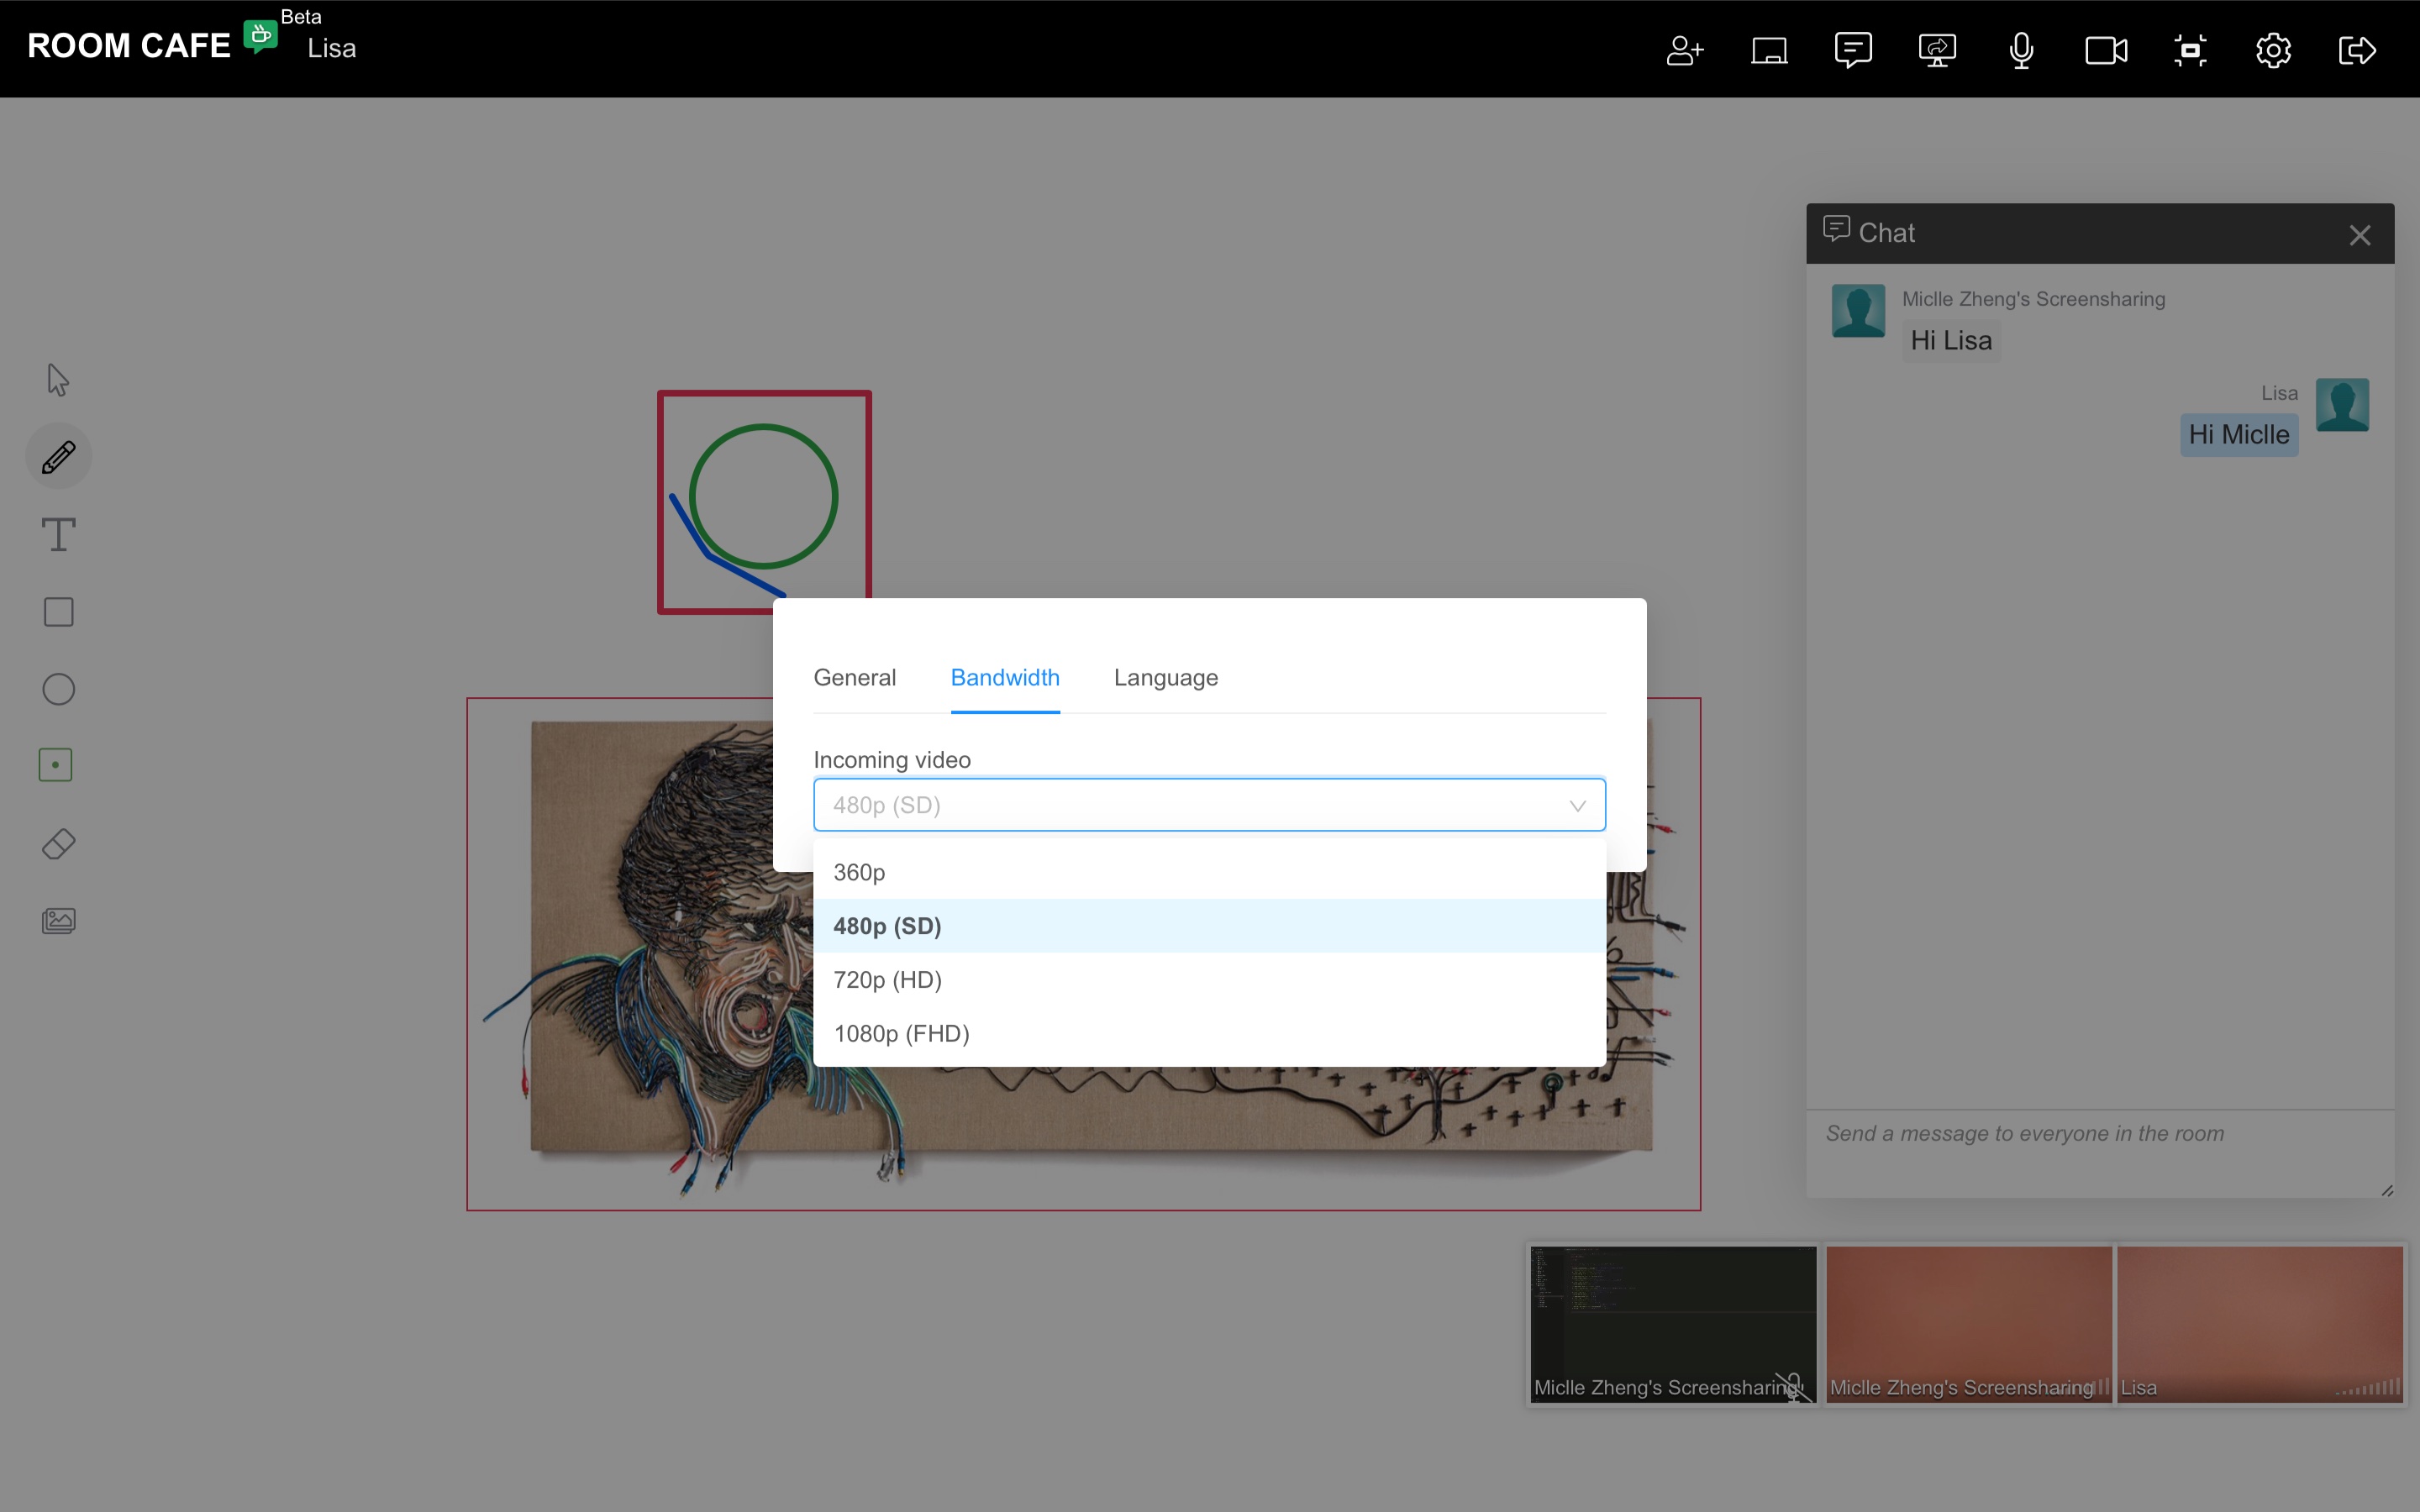 ROOM CAFE
Beta
Lisa
Chat
Miclle Zheng's Screensharing
Hi Lisa
Lisa
Hi Miclle
General Bandwidth Language
Incoming video
480p (SD)
360p
480p (SD)
720p (HD)
1080p (FHD)
Send a message to everyone in the room
Miclle Zheng's Screensharing
Miclle Zheng's Screensharing
Lisa